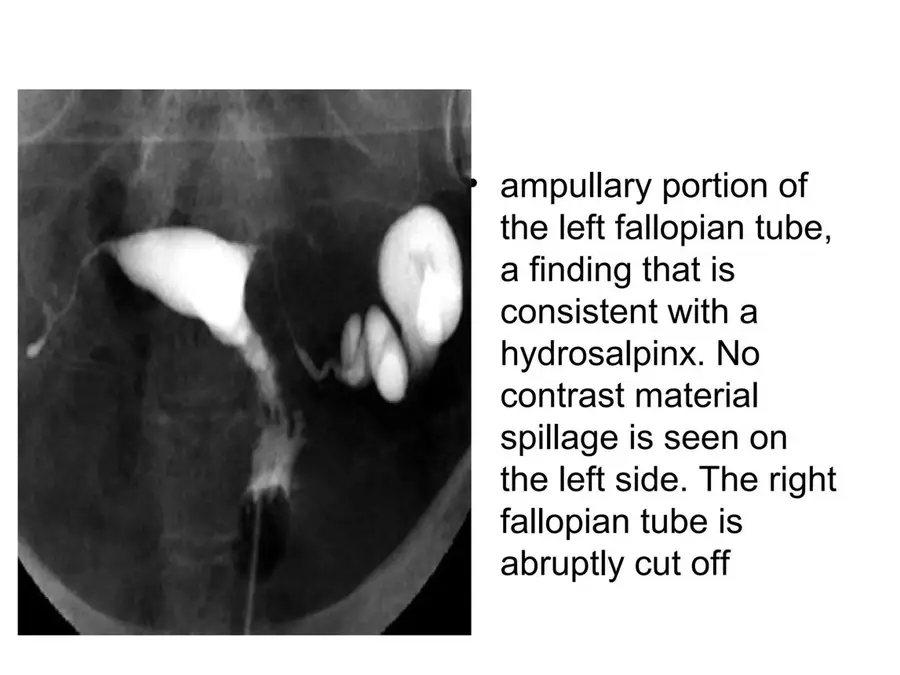 • ampullary portion of
the left fallopian tube,
a finding that is
consistent with a
hydrosalpinx. No
contrast material
spillage is seen on
the left side. The right
fallopian tube is
abruptly cut off